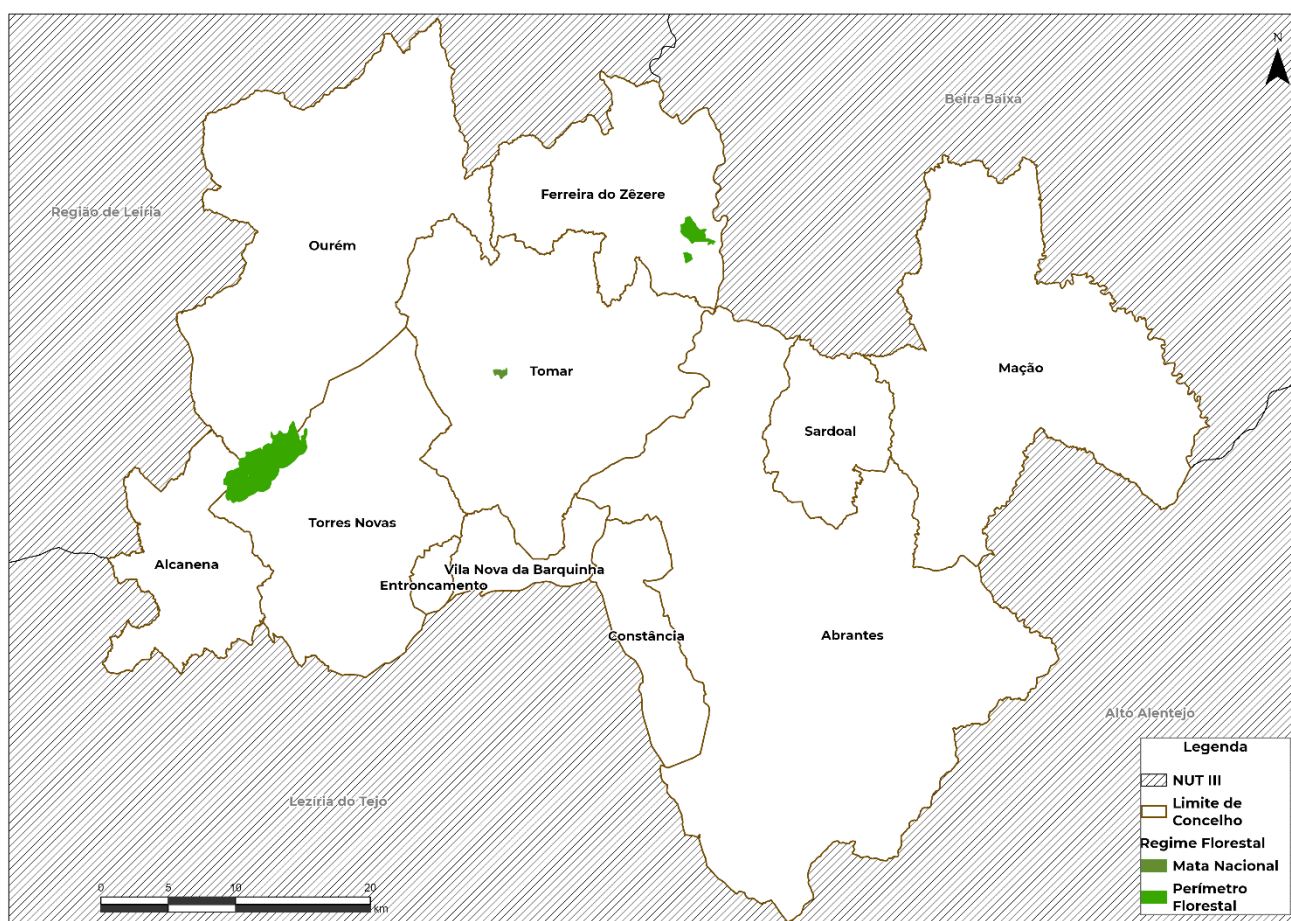 N
Beira Baixa
Ferreira do Zêzere
Região de Leiria
Ourém
Tomar
Mação
Sardoal
Torres Novas
Alcanena
Vila Nova da Barquinha
Entroncamento
Constância
Abrantes
Alto Alentejo
Lezíria do Tejo
Legenda
NUT III
Limite de
Concelho
Regime Florestal
Mata Nacional
Perímetro
Florestal
0 5 10 20
km